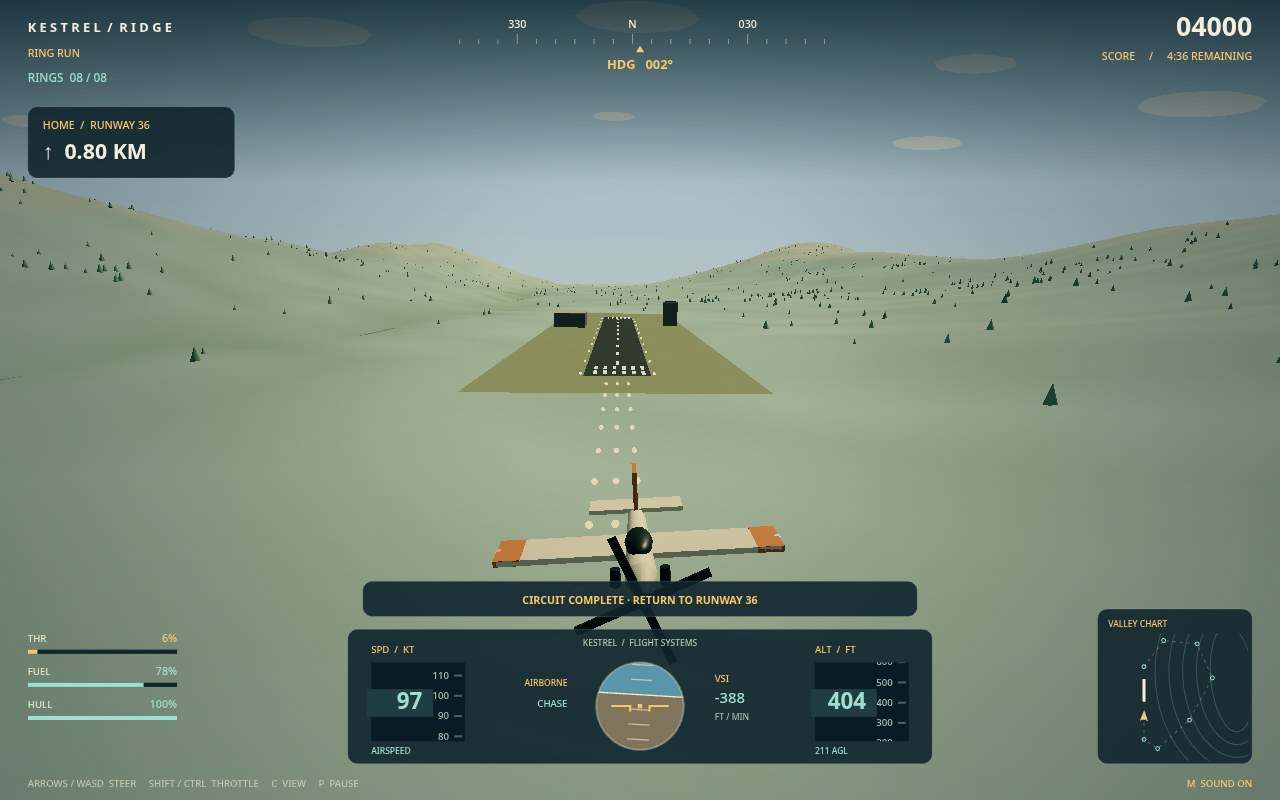 KESTREL / RIDGE
RING RUN
RINGS 08 / 08
HOME / RUNWAY 36
↑ 0.80 KM
330 N 030
HDG 002°
04000
SCORE / 4:36 REMAINING
THR 6%
FUEL 78%
HULL 100%
CIRCUIT COMPLETE · RETURN TO RUNWAY 36
KESTREL / FLIGHT SYSTEMS
SPD / KT
110
100
97
90
80
AIRSPEED
AIRBORNE
CHASE
VSI
-388
FT / MIN
ALT / FT
600
500
404
400
300
200
211 AGL
VALLEY CHART
ARROWS / WASD STEER SHIFT / CTRL THROTTLE C VIEW P PAUSE
M SOUND ON